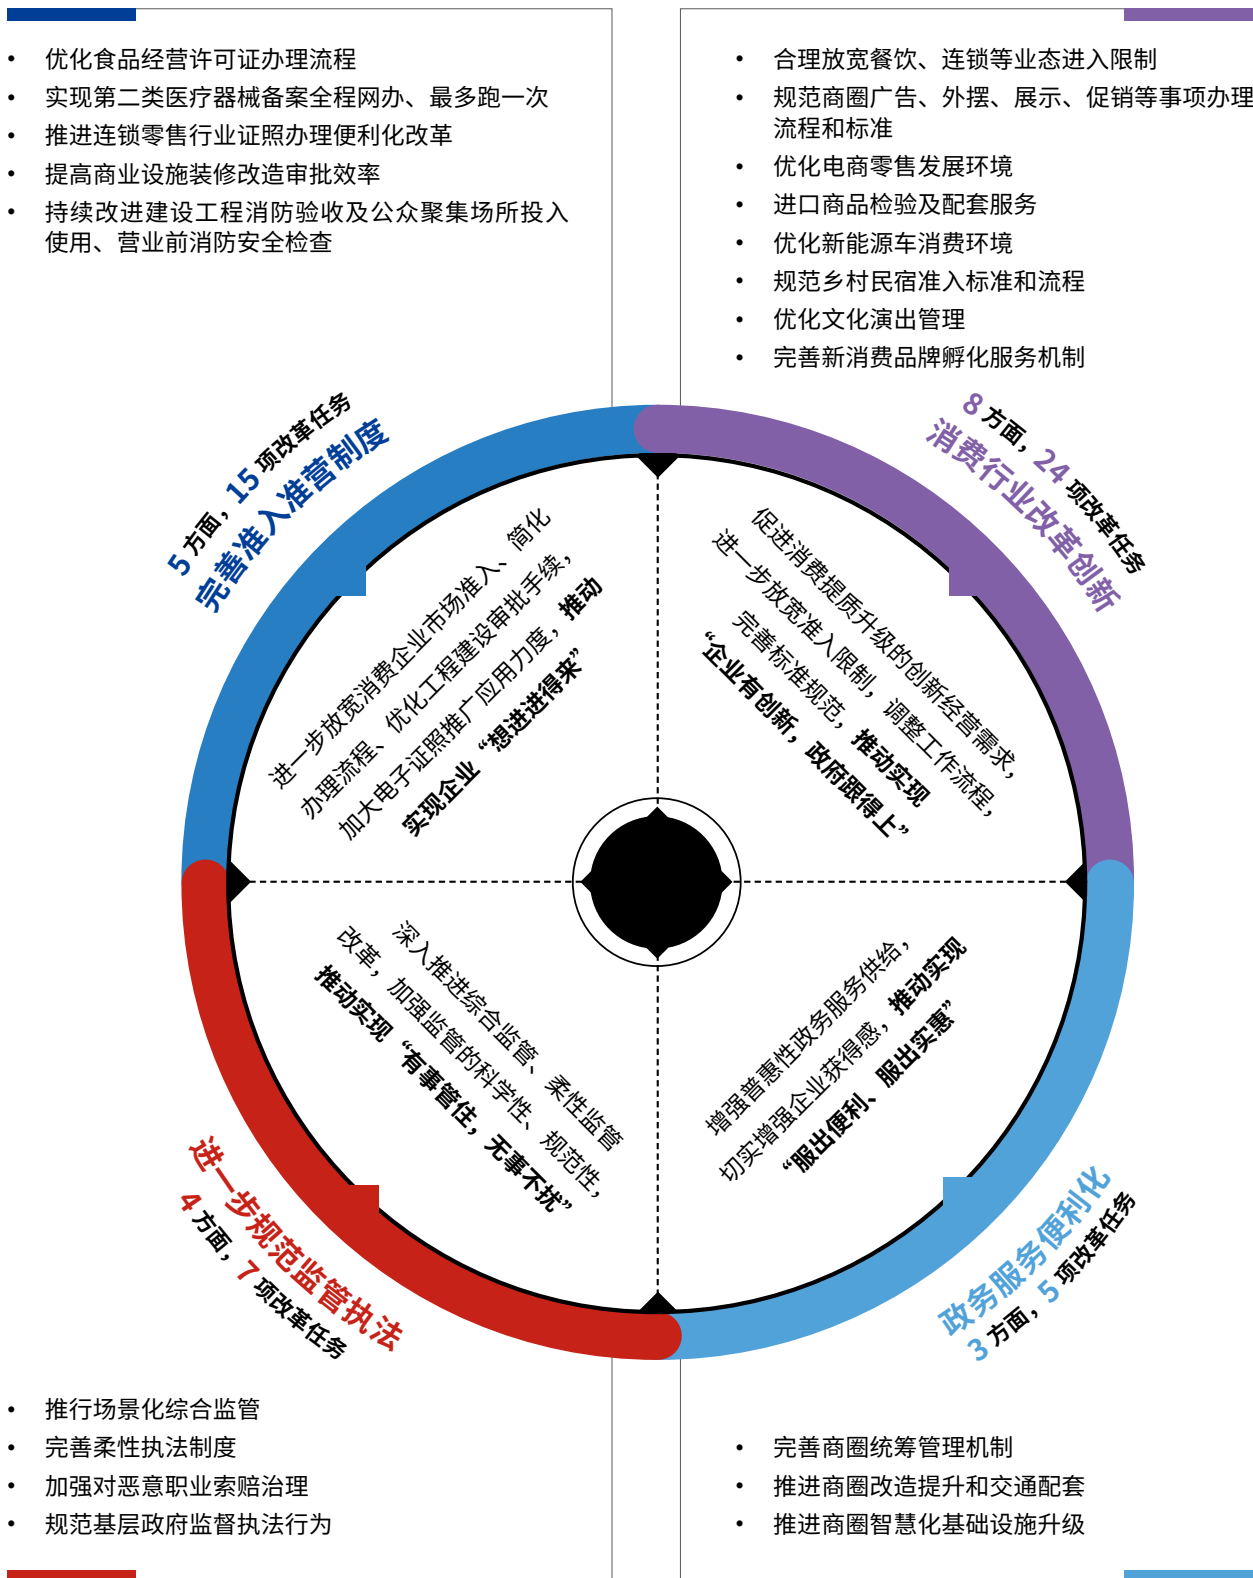 • 优化食品经营许可证办理流程
• 实现第二类医疗器械备案全程网办、最多跑一次
• 推进连锁零售行业证照办理便利化改革
• 提高商业设施装修改造审批效率
• 持续改进建设工程消防验收及公众聚集场所投入
使用、营业前消防安全检查
• 合理放宽餐饮、连锁等业态进入限制
• 规范商圈广告、外摆、展示、促销等事项办理
流程和标准
• 优化电商零售发展环境
• 进口商品检验及配套服务
• 优化新能源车消费环境
• 规范乡村民宿准入标准和流程
• 优化文化演出管理
• 完善新消费品牌孵化服务机制
5 方面，15 项改革任务
完善准入准营制度
8 方面，24 项改革任务
消费行业改革创新
进一步放宽消费企业市场准入、简化
办理流程、优化工程建设审批手续，
加大电子证照推广应用力度，推动
实现企业“想进进得来”
促进消费提质升级的创新经营需求，
进一步放宽准入限制，调整工作流程，
完善标准规范，推动实现
“企业有创新，政府跟得上”
深入推进综合监管、柔性监管
改革，加强监管的科学性、规范性，
推动实现“有事管住，无事不扰”
增强普惠性政务服务供给，
切实增强企业获得感，推动实现
“服出便利、服出实惠”
进一步规范监管执法
4 方面，7 项改革任务
政务服务便利化
3 方面，5 项改革任务
• 推行场景化综合监管
• 完善柔性执法制度
• 加强对恶意职业索赔治理
• 规范基层政府监督执法行为
• 完善商圈统筹管理机制
• 推进商圈改造提升和交通配套
• 推进商圈智慧化基础设施升级